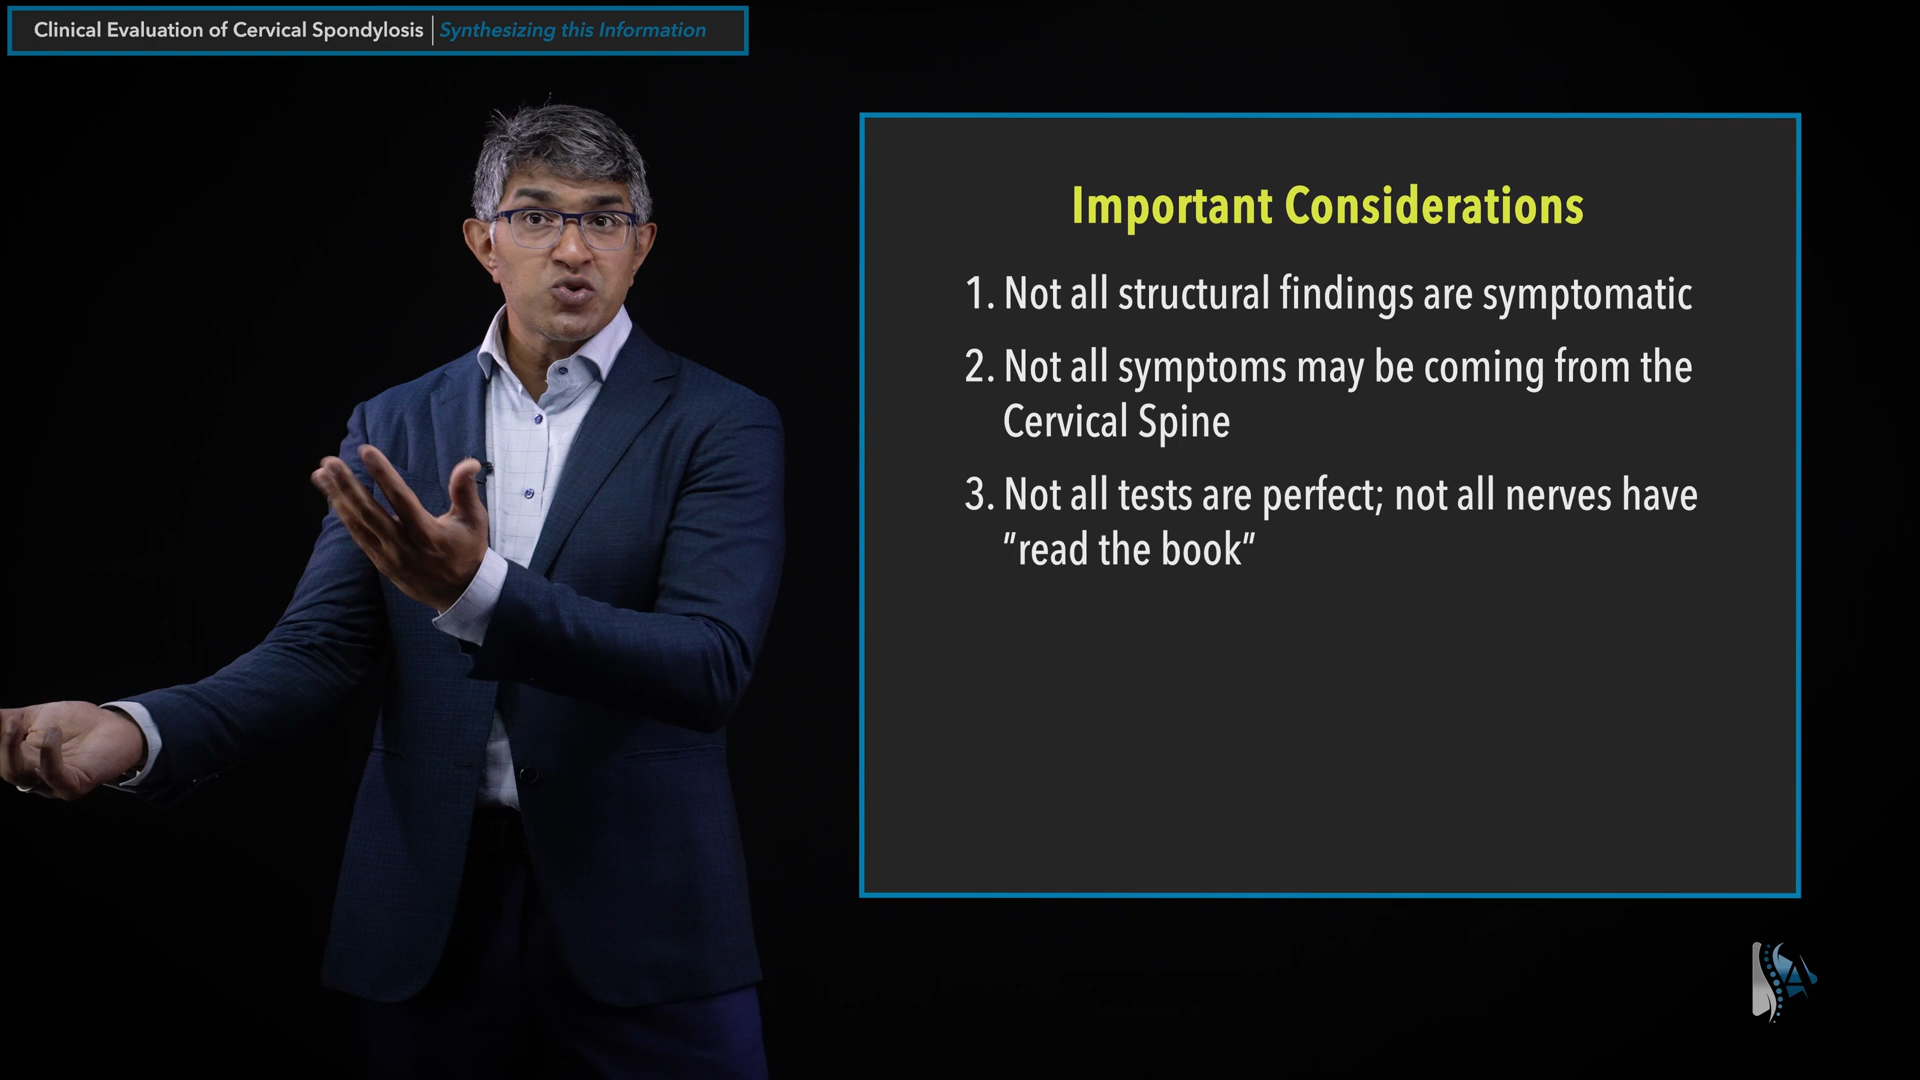 Clinical Evaluation of Cervical Spondylosis | Synthesizing this Information
Important Considerations
1. Not all structural findings are symptomatic
2. Not all symptoms may be coming from the
Cervical Spine
3. Not all tests are perfect; not all nerves have
"read the book"